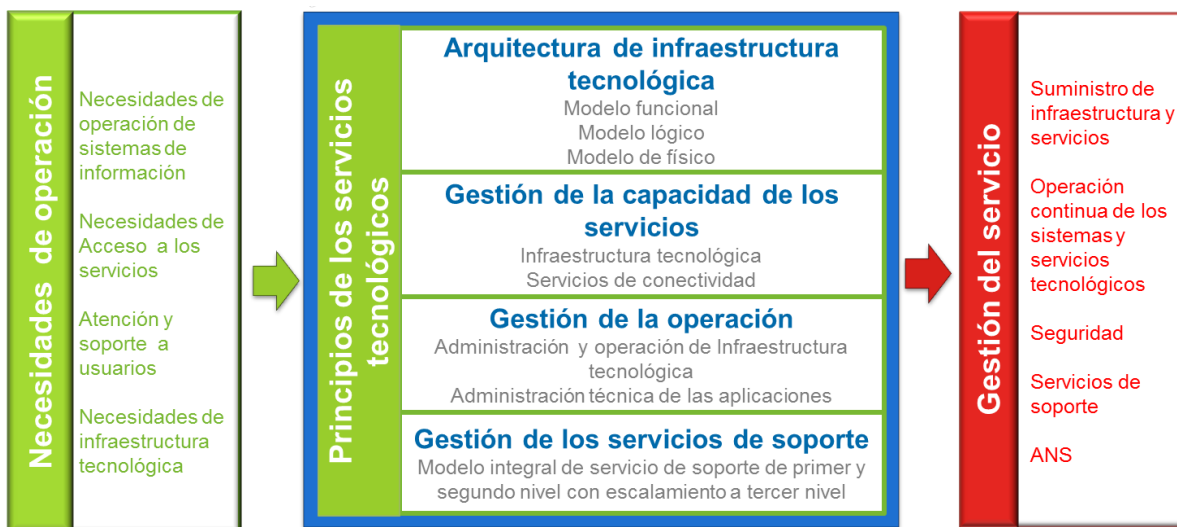 Necesidades de operación
Necesidades de
operación de
sistemas de
información
Necesidades de
Acceso a los
servicios
Atención y
soporte a
usuarios
Necesidades de
infraestructura
tecnológica
Principios de los servicios
tecnológicos
Arquitectura de infraestructura
tecnológica
Modelo funcional
Modelo lógico
Modelo de físico
Gestión de la capacidad de los
servicios
Infraestructura tecnológica
Servicios de conectividad
Gestión de la operación
Administración y operación de Infraestructura
tecnológica
Administración técnica de las aplicaciones
Gestión de los servicios de soporte
Modelo integral de servicio de soporte de primer y
segundo nivel con escalamiento a tercer nivel
Gestión del servicio
Suministro de
infraestructura y
servicios
Operación
continua de los
sistemas y
servicios
tecnológicos
Seguridad
Servicios de
soporte
ANS